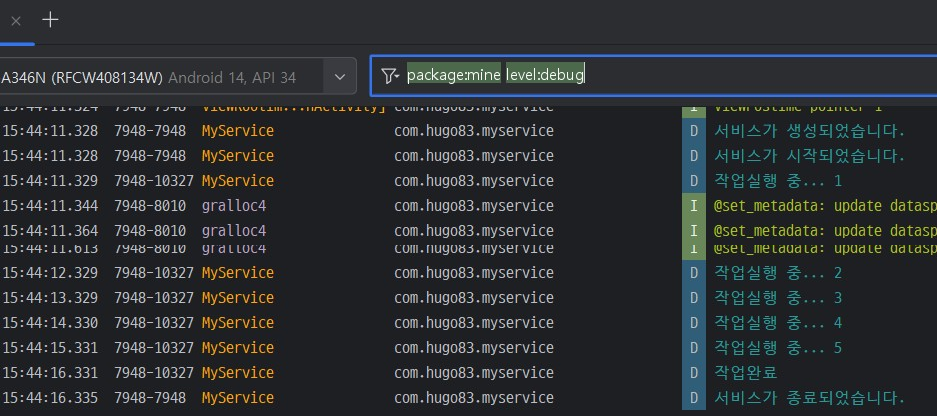 A346N (RFCW408134W) Android 14, API 34 package:mine level:debug
15:44:11.324 7948-7948 ViewRootIm...nActivity] com.hugo83.myservice I ViewPostIme pointer 1
15:44:11.328 7948-7948 MyService com.hugo83.myservice D 서비스가 생성되었습니다.
15:44:11.328 7948-7948 MyService com.hugo83.myservice D 서비스가 시작되었습니다.
15:44:11.329 7948-10327 MyService com.hugo83.myservice D 작업실행 중... 1
15:44:11.344 7948-8010 gralloc4 com.hugo83.myservice I @set_metadata: update datasp
15:44:11.364 7948-8010 gralloc4 com.hugo83.myservice I @set_metadata: update datasp
15:44:11.613 7948-8010 gralloc4 com.hugo83.myservice I @set_metadata: update datasp
15:44:12.329 7948-10327 MyService com.hugo83.myservice D 작업실행 중... 2
15:44:13.329 7948-10327 MyService com.hugo83.myservice D 작업실행 중... 3
15:44:14.330 7948-10327 MyService com.hugo83.myservice D 작업실행 중... 4
15:44:15.331 7948-10327 MyService com.hugo83.myservice D 작업실행 중... 5
15:44:16.331 7948-10327 MyService com.hugo83.myservice D 작업완료
15:44:16.335 7948-7948 MyService com.hugo83.myservice D 서비스가 종료되었습니다.